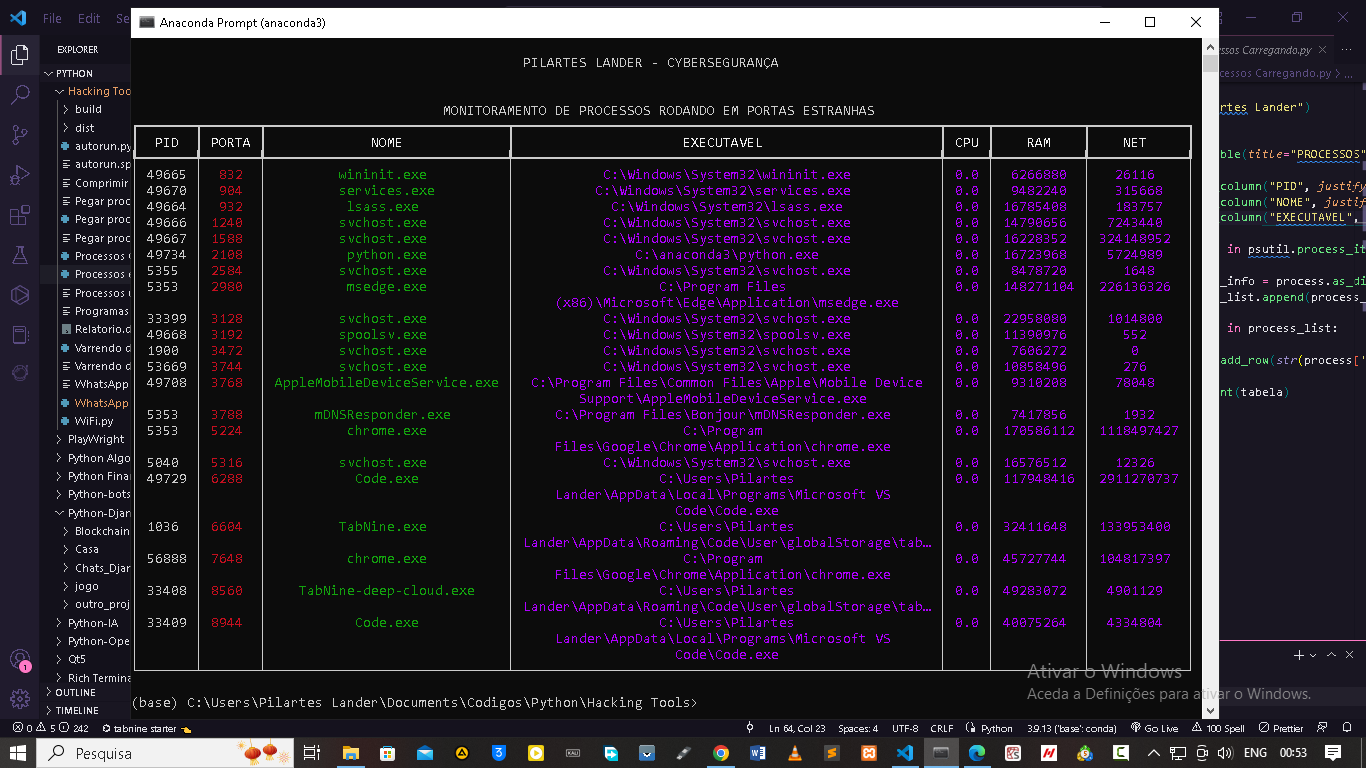 File Edit Se
Anaconda Prompt (anaconda3)
EXPLORER
PYTHON
Hacking Too
build
dist
autorun.py
autorun.sp
Comprimir
Pegar proc
Pegar proc
Pegar proc
Processos
Processos e
Processos
Programas
Relatorio.d
Varrendo d
Varrendo d
WhatsApp
WhatsApp
WiFi.py
PlayWright
Python Algo
Python Finan
Python-bots
Python-Djan
Blockchain
Casa
Chats_Djan
jogo
outro_proj
Python-IA
Python-Ope
Qt5
Rich Termina
OUTLINE
TIMELINE
PILARTES LANDER - CYBERSEGURANÇA
MONITORAMENTO DE PROCESSOS RODANDO EM PORTAS ESTRANHAS
PID PORTA NOME EXECUTAVEL CPU RAM NET
49665 832 wininit.exe C:\Windows\System32\wininit.exe 0.0 6266880 26116
49670 904 services.exe C:\Windows\System32\services.exe 0.0 9482240 315668
49664 932 lsass.exe C:\Windows\System32\lsass.exe 0.0 16785408 183757
49666 1240 svchost.exe C:\Windows\System32\svchost.exe 0.0 14790656 7243440
49667 1588 svchost.exe C:\Windows\System32\svchost.exe 0.0 16228352 324148952
49734 2108 python.exe C:\anaconda3\python.exe 0.0 16723968 5724989
5355 2584 svchost.exe C:\Windows\System32\svchost.exe 0.0 8478720 1648
5353 2980 msedge.exe C:\Program Files 0.0 148271104 226136326
(x86)\Microsoft\Edge\Application\msedge.exe
33399 3128 svchost.exe C:\Windows\System32\svchost.exe 0.0 22958080 1014800
49668 3192 spoolsv.exe C:\Windows\System32\spoolsv.exe 0.0 11390976 552
1900 3472 svchost.exe C:\Windows\System32\svchost.exe 0.0 7606272 0
53669 3744 svchost.exe C:\Windows\System32\svchost.exe 0.0 10858496 276
49708 3768 AppleMobileDeviceService.exe C:\Program Files\Common Files\Apple\Mobile Device 0.0 9310208 78048
Support\AppleMobileDeviceService.exe
5353 3788 mDNSResponder.exe C:\Program Files\Bonjour\mDNSResponder.exe 0.0 7417856 1932
5353 5224 chrome.exe C:\Program 0.0 170586112 1118497427
Files\Google\Chrome\Application\chrome.exe
5040 5316 svchost.exe C:\Windows\System32\svchost.exe 0.0 16576512 12326
49729 6288 Code.exe C:\Users\Pilartes 0.0 117948416 2911270737
Lander\AppData\Local\Programs\Microsoft VS
Code\Code.exe
1036 6604 TabNine.exe C:\Users\Pilartes 0.0 32411648 133953400
Lander\AppData\Roaming\Code\User\globalStorage\tab…
56888 7648 chrome.exe C:\Program 0.0 45727744 104817397
Files\Google\Chrome\Application\chrome.exe
33408 8560 TabNine-deep-cloud.exe C:\Users\Pilartes 0.0 49283072 4901129
Lander\AppData\Roaming\Code\User\globalStorage\tab…
33409 8944 Code.exe C:\Users\Pilartes 0.0 40075264 4334804
Lander\AppData\Local\Programs\Microsoft VS
Code\Code.exe
(base) C:\Users\Pilartes Lander\Documents\Codigos\Python\Hacking Tools>
ssos Carregando.py
cessos Carregando.py > ...
rtes Lander")
ble(title="PROCESSOS"
column("PID", justify
column("NOME", justif
column("EXECUTAVEL",
in psutil.process_it
_info = process.as_di
_list.append(process_
in process_list:
add_row(str(process['
nt(tabela)
Ativar o Windows
Aceda a Definições para ativar o Windows.
0 5 242 tabnine starter Ln 64, Col 23 Spaces: 4 UTF-8 CRLF Python 3.9.13 ('base': conda) Go Live 100 Spell Prettier
Pesquisa ENG 00:53